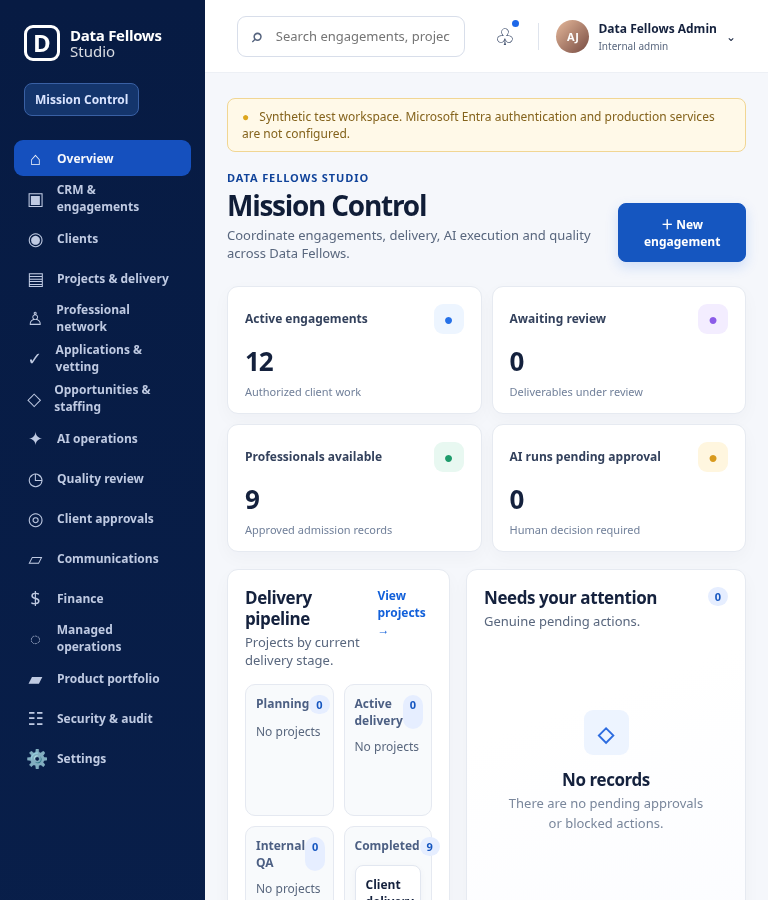 D
Data Fellows
Studio
Mission Control
Overview
CRM &
engagements
Clients
Projects & delivery
Professional
network
Applications &
vetting
Opportunities &
staffing
AI operations
Quality review
Client approvals
Communications
$ Finance
Managed
operations
Product portfolio
Security & audit
Settings
Search engagements, projec
AJ
Data Fellows Admin
Internal admin
Synthetic test workspace. Microsoft Entra authentication and production services
are not configured.
DATA FELLOWS STUDIO
Mission Control
Coordinate engagements, delivery, AI execution and quality
across Data Fellows.
+ New
engagement
Active engagements
12
Authorized client work
Awaiting review
0
Deliverables under review
Professionals available
9
Approved admission records
AI runs pending approval
0
Human decision required
Delivery
pipeline
Projects by current
delivery stage.
View
projects
→
Planning 0
No projects
Active
delivery 0
No projects
Internal
QA 0
No projects
Completed 9
Client
delivery
Needs your attention 0
Genuine pending actions.
No records
There are no pending approvals
or blocked actions.